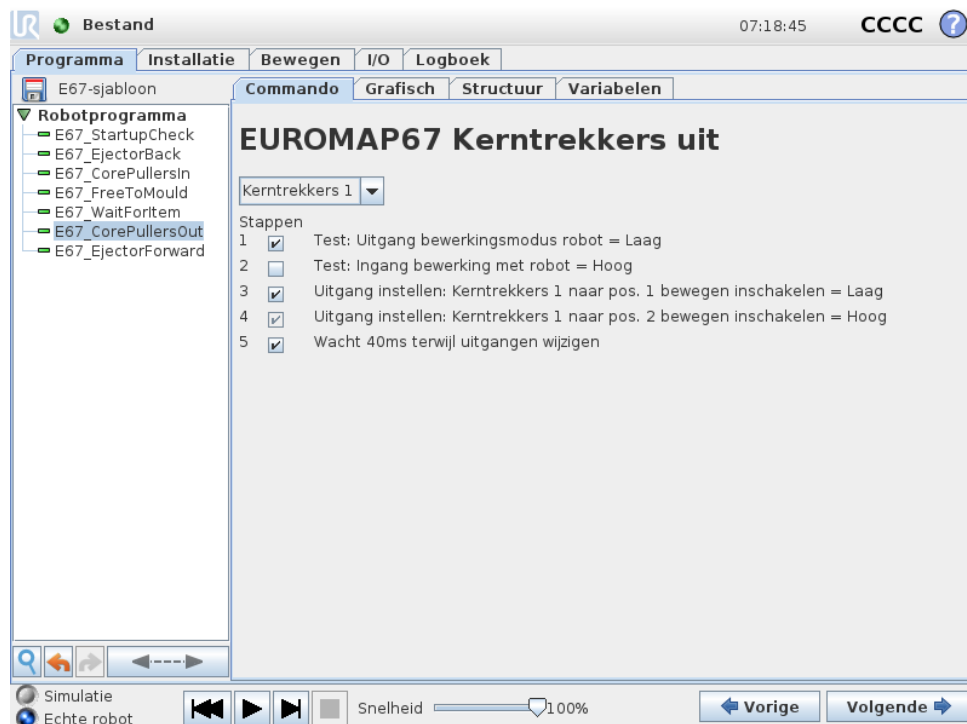 UR Bestand 07:18:45 CCCC ?
Programma Installatie Bewegen I/O Logboek
E67-sjabloon
Commando Grafisch Structuur Variabelen
Robotprogramma
E67_StartupCheck
E67_EjectorBack
E67_CorePullersIn
E67_FreeToMould
E67_WaitForItem
E67_CorePullersOut
E67_EjectorForward
EUROMAP67 Kerntrekkers uit
Kerntrekkers 1
Stappen
1 Test: Uitgang bewerkingsmodus robot = Laag
2 Test: Ingang bewerking met robot = Hoog
3 Uitgang instellen: Kerntrekkers 1 naar pos. 1 bewegen inschakelen = Laag
4 Uitgang instellen: Kerntrekkers 1 naar pos. 2 bewegen inschakelen = Hoog
5 Wacht 40ms terwijl uitgangen wijzigen
Simulatie
Echte robot
Snelheid 100%
Vorige Volgende